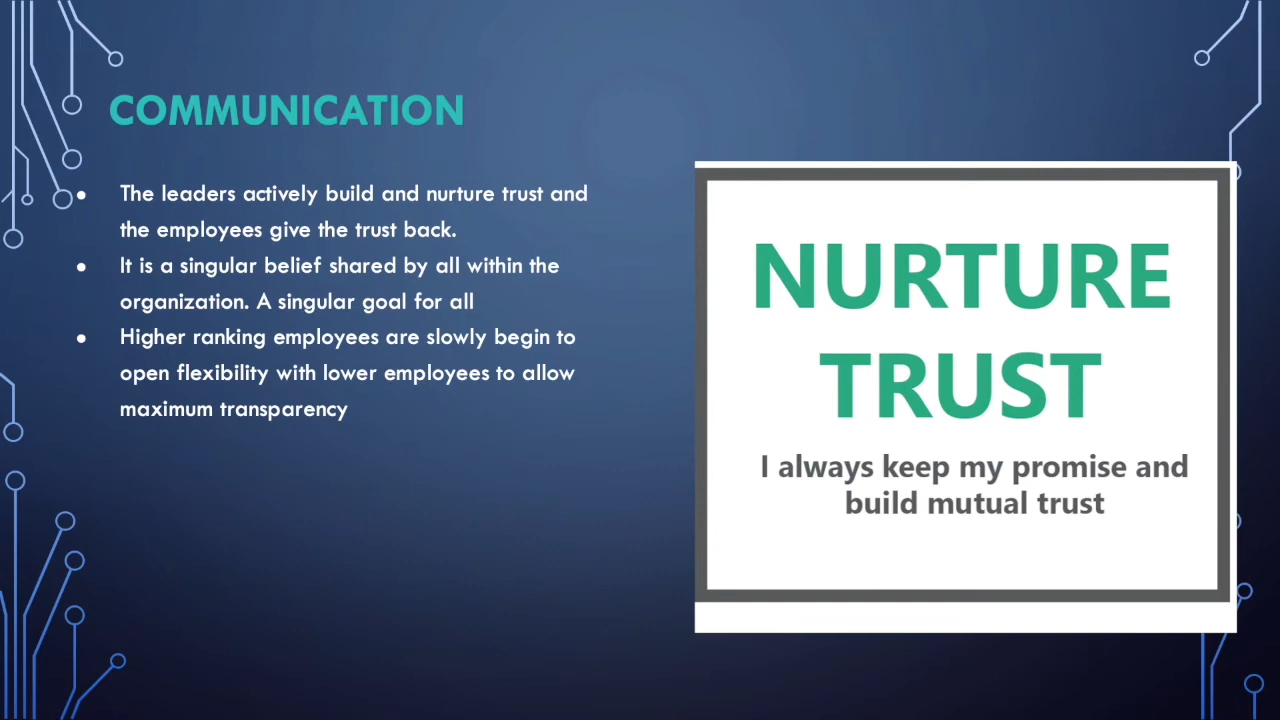 COMMUNICATION
● The leaders actively build and nurture trust and
the employees give the trust back.
● It is a singular belief shared by all within the
organization. A singular goal for all
● Higher ranking employees are slowly begin to
open flexibility with lower employees to allow
maximum transparency
NURTURE
TRUST
I always keep my promise and
build mutual trust